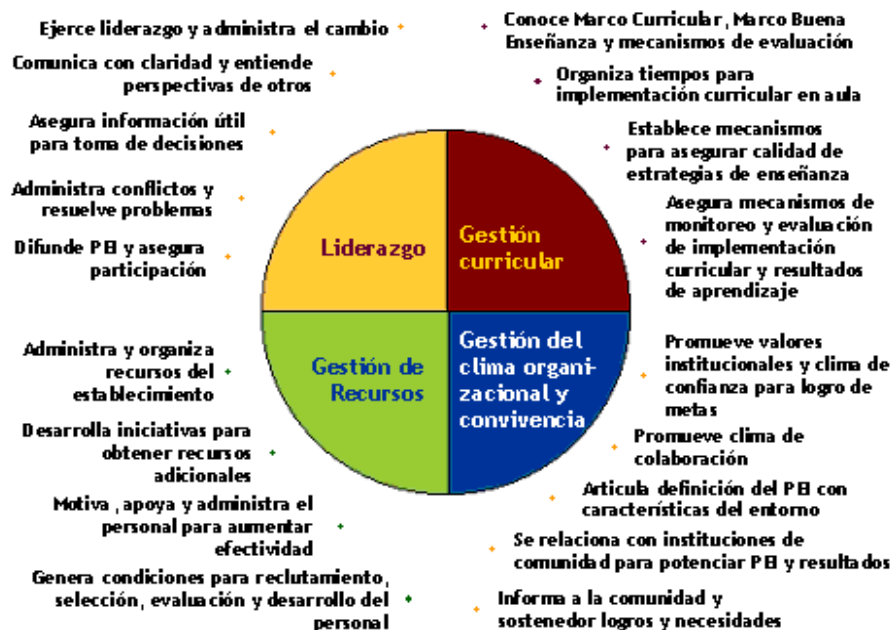 Ejerce liderazgo y administra el cambio
Comunica con claridad y entiende
perspectivas de otros
Asegura información útil
para toma de decisiones
Administra conflictos y
resuelve problemas
Difunde PEI y asegura
participación
Conoce Marco Curricular, Marco Buena
Enseñanza y mecanismos de evaluación
Organiza tiempos para
implementación curricular en aula
Establece mecanismos
para asegurar calidad de
estrategias de enseñanza
Asegura mecanismos de
monitoreo y evaluación
de implementación
curricular y resultados
de aprendizaje
Liderazgo
Gestión
curricular
Gestión de
Recursos
Gestión del
clima organi-
zacional y
convivencia
Administra y organiza
recursos del
establecimiento
Desarrolla iniciativas para
obtener recursos
adicionales
Motiva, apoya y administra el
personal para aumentar
efectividad
Genera condiciones para reclutamiento,
selección, evaluación y desarrollo del
personal
Promueve valores
institucionales y clima de
confianza para logro de
metas
Promueve clima de
colaboración
Articula definición del PEI con
características del entorno
Se relaciona con instituciones de
comunidad para potenciar PEI y resultados
Informa a la comunidad y
sostenedor logros y necesidades